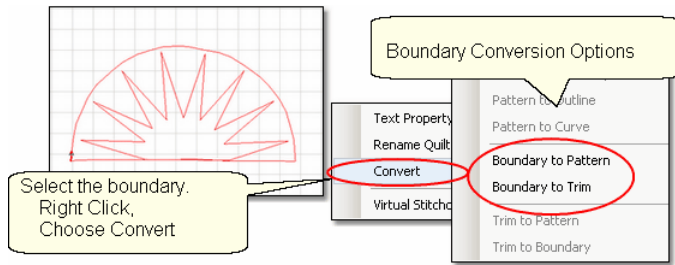 Boundary Conversion Options
Pattern to Outline
Pattern to Curve
Boundary to Pattern
Boundary to Trim
Trim to Pattern
Trim to Boundary
Text Property
Rename Quilt
Convert
Virtual Stitcho
Select the boundary.
Right Click,
Choose Convert